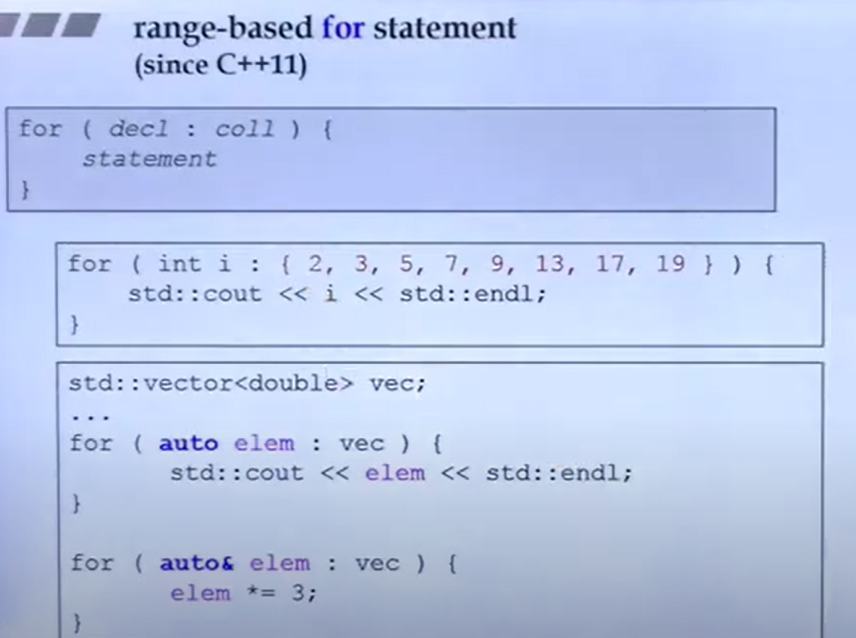 range-based for statement
(since C++11)
for ( decl : coll ) {
    statement
}
for ( int i : { 2, 3, 5, 7, 9, 13, 17, 19 } ) {
    std::cout << i << std::endl;
}
std::vector<double> vec;
...
for ( auto elem : vec ) {
    std::cout << elem << std::endl;
}
for ( auto& elem : vec ) {
    elem *= 3;
}